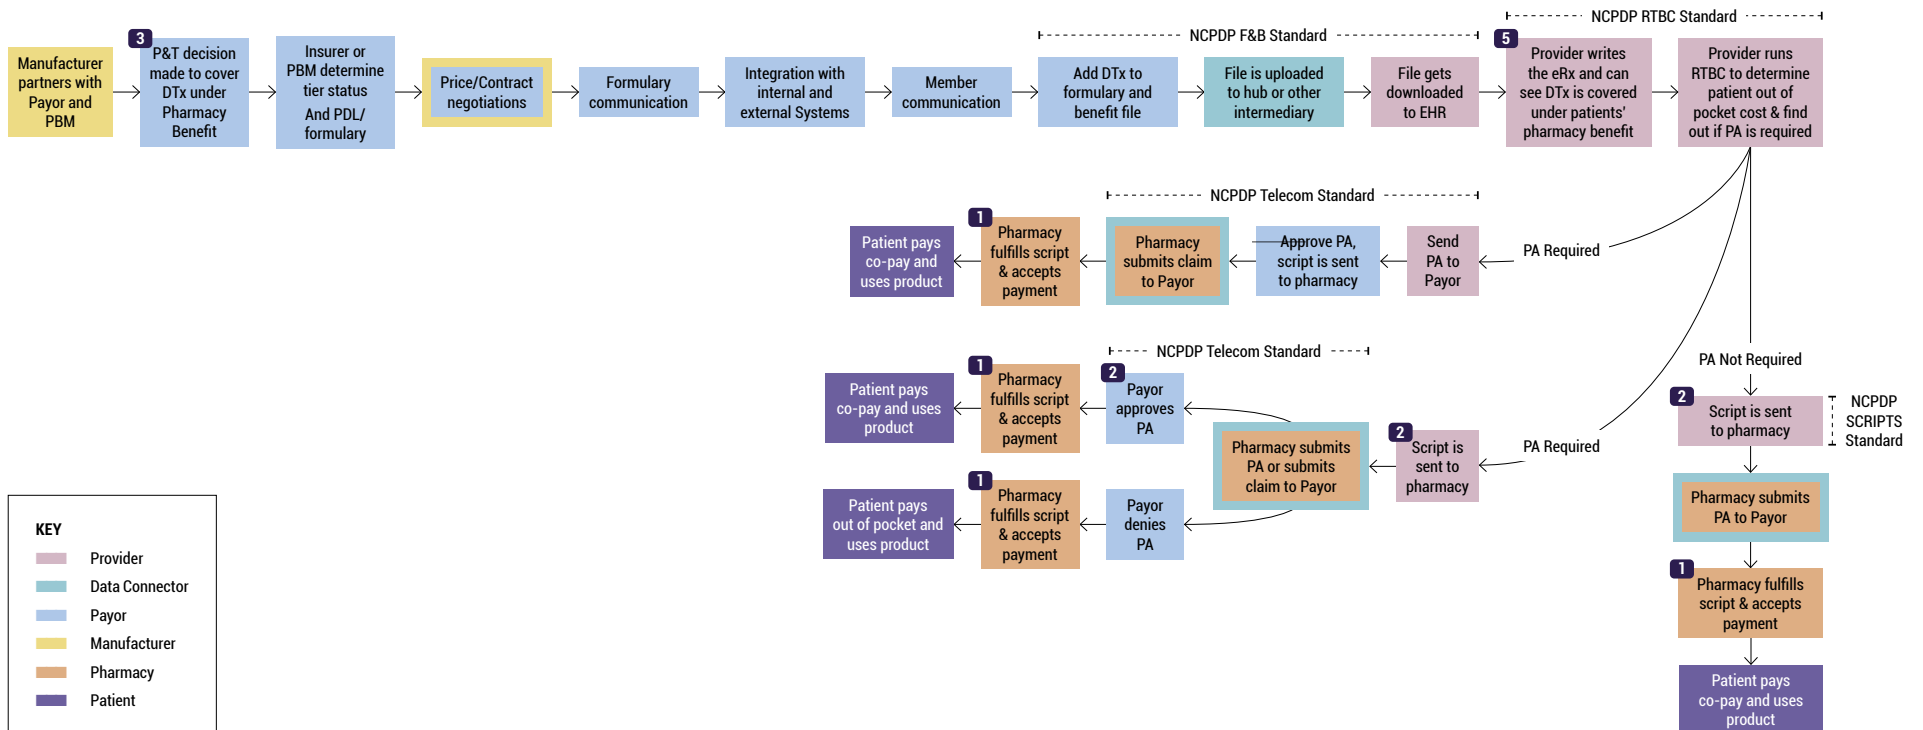 NCPDP RTBC Standard
NCPDP F&B Standard
Manufacturer
partners with
Payor and
PBM
3
P&T decision
made to cover
DTx under
Pharmacy
Benefit
Insurer or
PBM determine
tier status
And PDL/
formulary
Price/Contract
negotiations
Formulary
communication
Integration with
internal and
external Systems
Member
communication
Add DTx to
formulary and
benefit file
File is uploaded
to hub or other
intermediary
File gets
downloaded
to EHR
5
Provider writes
the eRx and can
see DTx is covered
under patients'
pharmacy benefit
Provider runs
RTBC to determine
patient out of
pocket cost & find
out if PA is required
NCPDP Telecom Standard
Patient pays
co-pay and
uses product
1
Pharmacy
fulfills script
& accepts
payment
Pharmacy
submits claim
to Payor
Approve PA,
script is sent
to pharmacy
Send
PA to
Payor
PA Required
NCPDP Telecom Standard
Patient pays
co-pay and uses
product
1
Pharmacy
fulfills script
& accepts
payment
2
Payor
approves
PA
Patient pays
out of pocket and
uses product
1
Pharmacy
fulfills script
& accepts
payment
Payor
denies
PA
Pharmacy submits
PA or submits
claim to Payor
2
Script is
sent to
pharmacy
PA Required
PA Not Required
2
Script is sent
to pharmacy
NCPDP
SCRIPTS
Standard
Pharmacy submits
PA to Payor
1
Pharmacy fulfills
script & accepts
payment
Patient pays
co-pay and uses
product
KEY
Provider
Data Connector
Payor
Manufacturer
Pharmacy
Patient